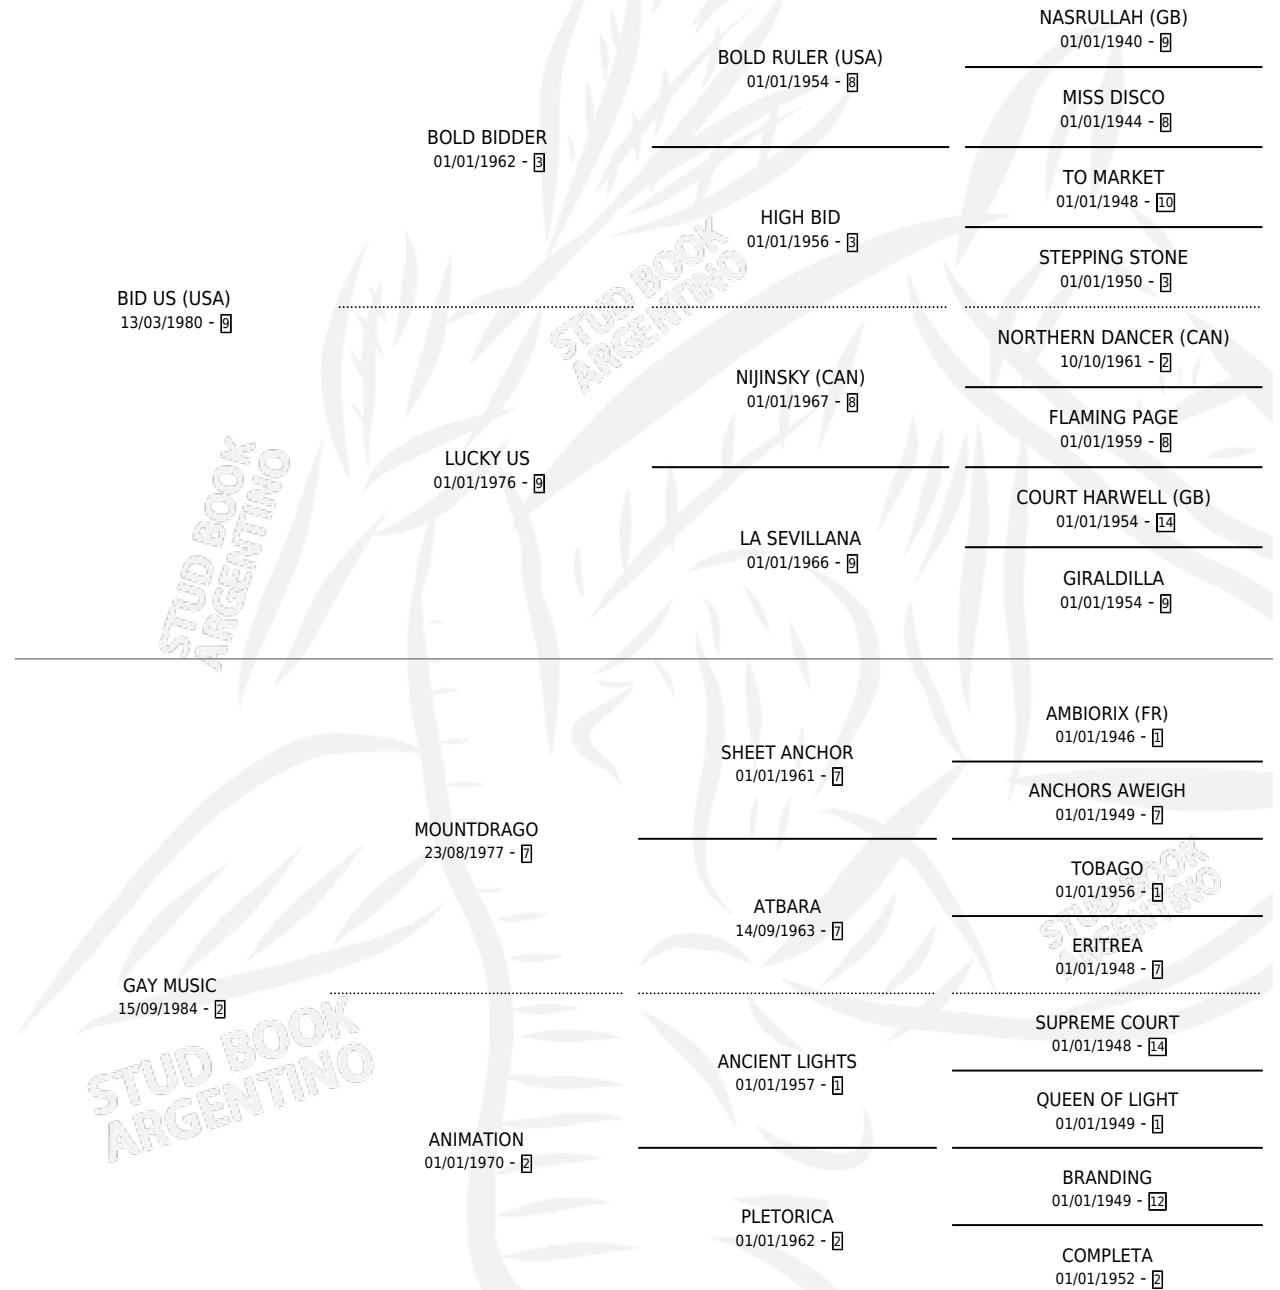 NASRULLAH (GB)
01/01/1940 - 9
BOLD RULER (USA)
01/01/1954 - 8
MISS DISCO
01/01/1944 - 8
BOLD BIDDER
01/01/1962 - 3
TO MARKET
01/01/1948 - 10
HIGH BID
01/01/1956 - 3
STEPPING STONE
01/01/1950 - 3
BID US (USA)
13/03/1980 - 9
STUD BOOK
ARGENTINO
NORTHERN DANCER (CAN)
10/10/1961 - 2
NIJINSKY (CAN)
01/01/1967 - 8
FLAMING PAGE
01/01/1959 - 8
LUCKY US
01/01/1976 - 9
COURT HARWELL (GB)
01/01/1954 - 14
LA SEVILLANA
01/01/1966 - 9
GIRALDILLA
01/01/1954 - 9
STUD BOOK
ARGENTINO
AMBIORIX (FR)
01/01/1946 - 1
SHEET ANCHOR
01/01/1961 - 7
ANCHORS AWEIGH
01/01/1949 - 7
MOUNTDRAGO
23/08/1977 - 7
TOBAGO
01/01/1956 - 1
ATBARA
14/09/1963 - 7
STUD BOOK
ARGENTINO
ERITREA
01/01/1948 - 7
GAY MUSIC
15/09/1984 - 2
SUPREME COURT
01/01/1948 - 14
ANCIENT LIGHTS
01/01/1957 - 1
QUEEN OF LIGHT
01/01/1949 - 1
STUD BOOK
ARGENTINO
ANIMATION
01/01/1970 - 2
BRANDING
01/01/1949 - 12
PLETORICA
01/01/1962 - 2
COMPLETA
01/01/1952 - 2